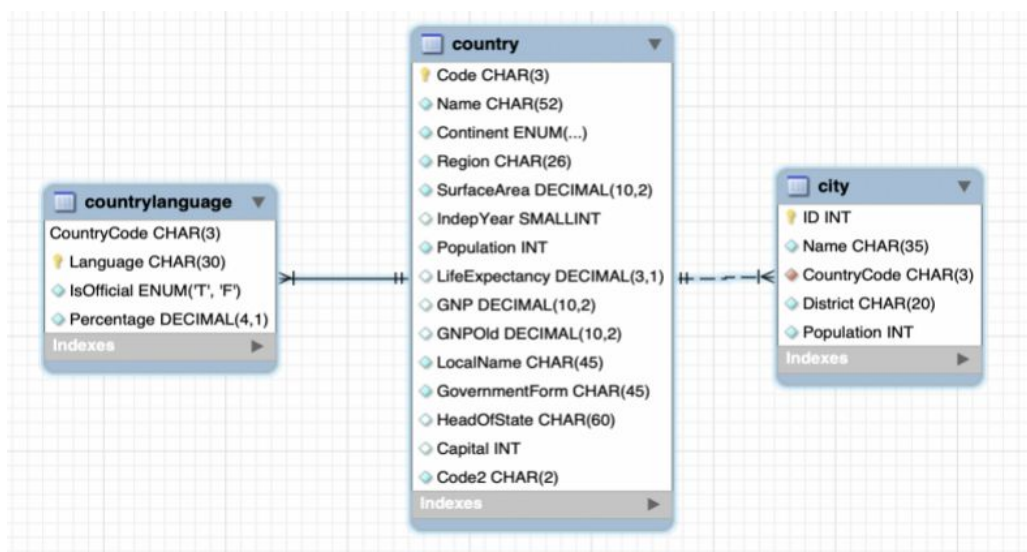 countrylanguage
CountryCode CHAR(3)
Language CHAR(30)
IsOfficial ENUM('T', 'F')
Percentage DECIMAL(4,1)
Indexes
country
Code CHAR(3)
Name CHAR(52)
Continent ENUM(...)
Region CHAR(26)
SurfaceArea DECIMAL(10,2)
IndepYear SMALLINT
Population INT
LifeExpectancy DECIMAL(3,1)
GNP DECIMAL(10,2)
GNPOld DECIMAL(10,2)
LocalName CHAR(45)
GovernmentForm CHAR(45)
HeadOfState CHAR(60)
Capital INT
Code2 CHAR(2)
Indexes
city
ID INT
Name CHAR(35)
CountryCode CHAR(3)
District CHAR(20)
Population INT
Indexes